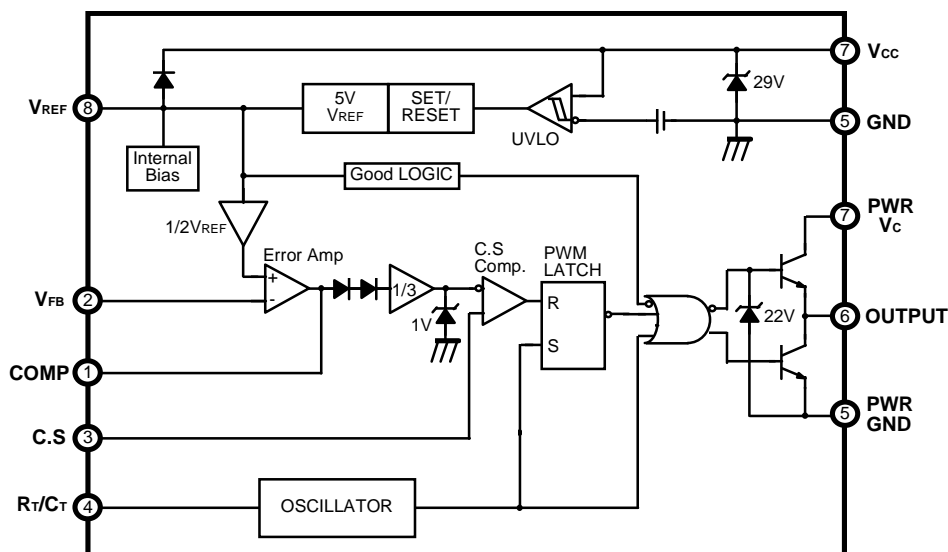 7 VCC
29V
VREF 8
5V
VREF
SET/
RESET
UVLO
5 GND
Internal
Bias
Good LOGIC
1/2VREF
7 PWR
VC
Error Amp
C.S
Comp.
PWM
LATCH
+
-
1/3
R
S
1V
22V
VFB 2
6 OUTPUT
COMP 1
5 PWR
GND
C.S 3
RT/CT 4
OSCILLATOR